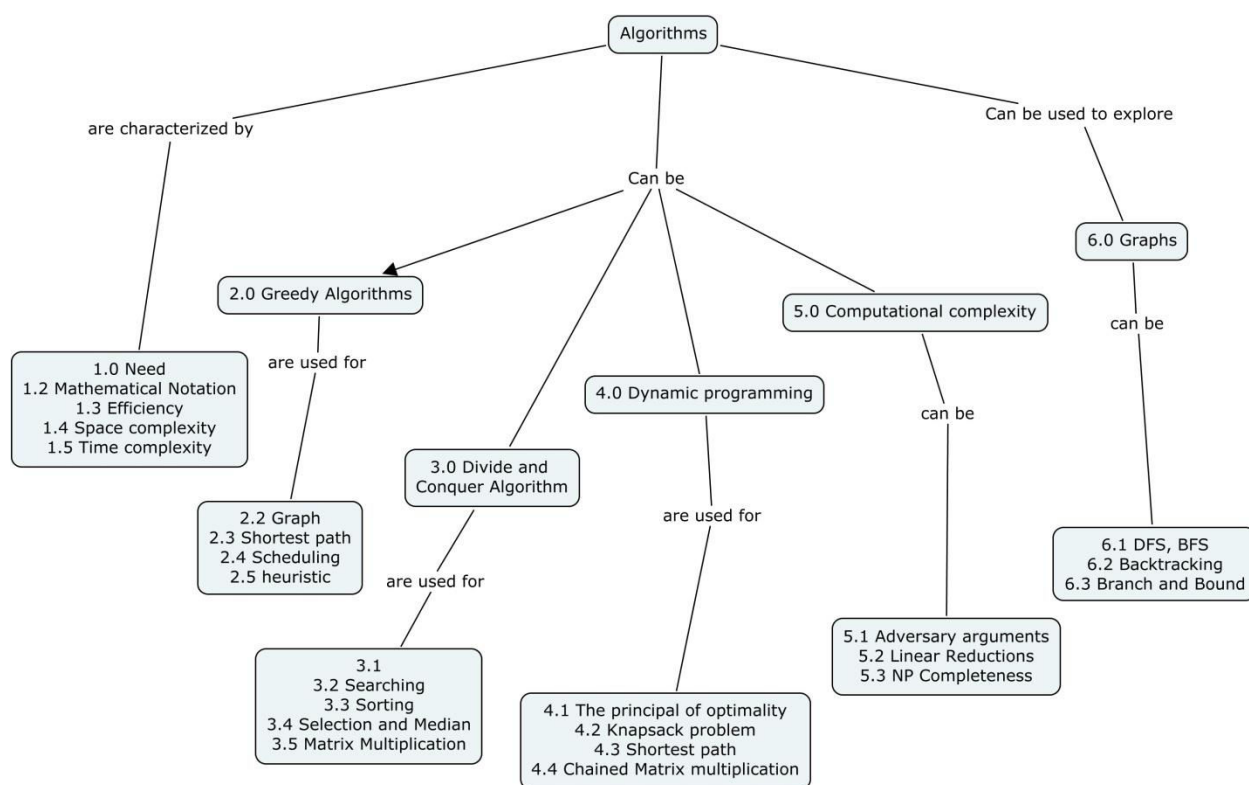 Algorithms
are characterized by
Can be used to explore
Can be
6.0 Graphs
2.0 Greedy Algorithms
5.0 Computational complexity
can be
are used for
1.0 Need
1.2 Mathematical Notation
1.3 Efficiency
1.4 Space complexity
1.5 Time complexity
4.0 Dynamic programming
can be
3.0 Divide and
Conquer Algorithm
2.2 Graph
2.3 Shortest path
2.4 Scheduling
2.5 heuristic
are used for
6.1 DFS, BFS
6.2 Backtracking
6.3 Branch and Bound
are used for
5.1 Adversary arguments
5.2 Linear Reductions
5.3 NP Completeness
3.1
3.2 Searching
3.3 Sorting
3.4 Selection and Median
3.5 Matrix Multiplication
4.1 The principal of optimality
4.2 Knapsack problem
4.3 Shortest path
4.4 Chained Matrix multiplication